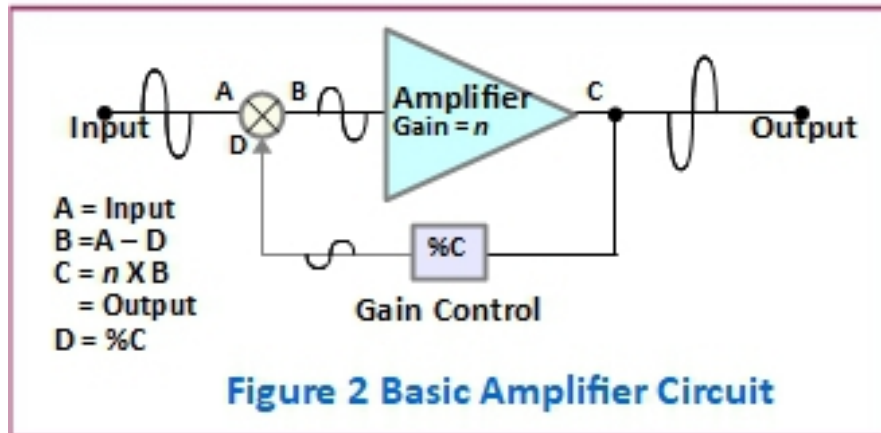 A
B
Amplifier
C
Input
Gain = n
Output
D
A = Input
B =A – D
C = n X B
= Output
D = %C
%C
Gain Control
Figure 2 Basic Amplifier Circuit